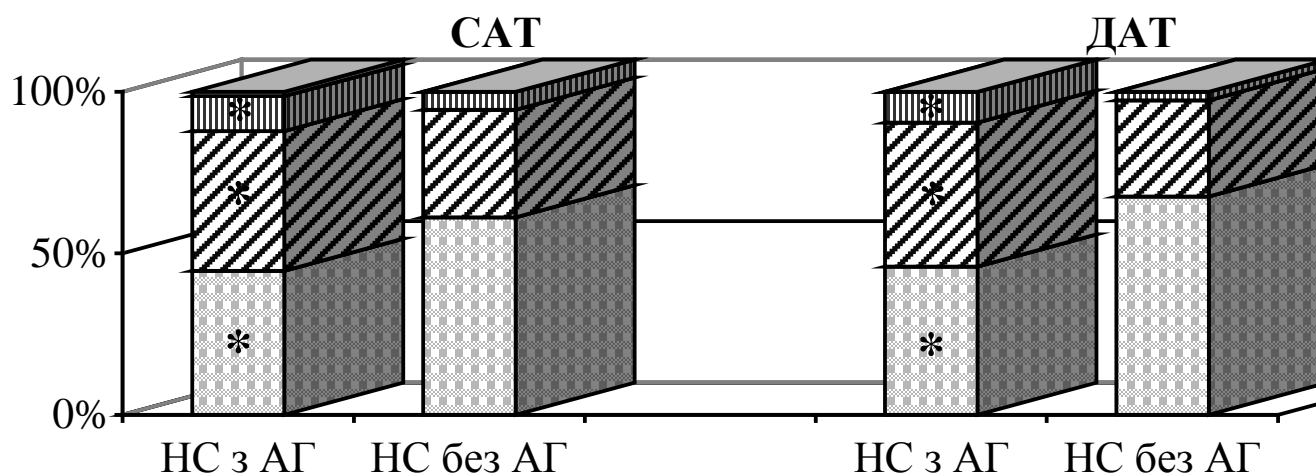 САТ ДАТ
100%
50%
0%
НС з АГ НС без АГ НС з АГ НС без АГ